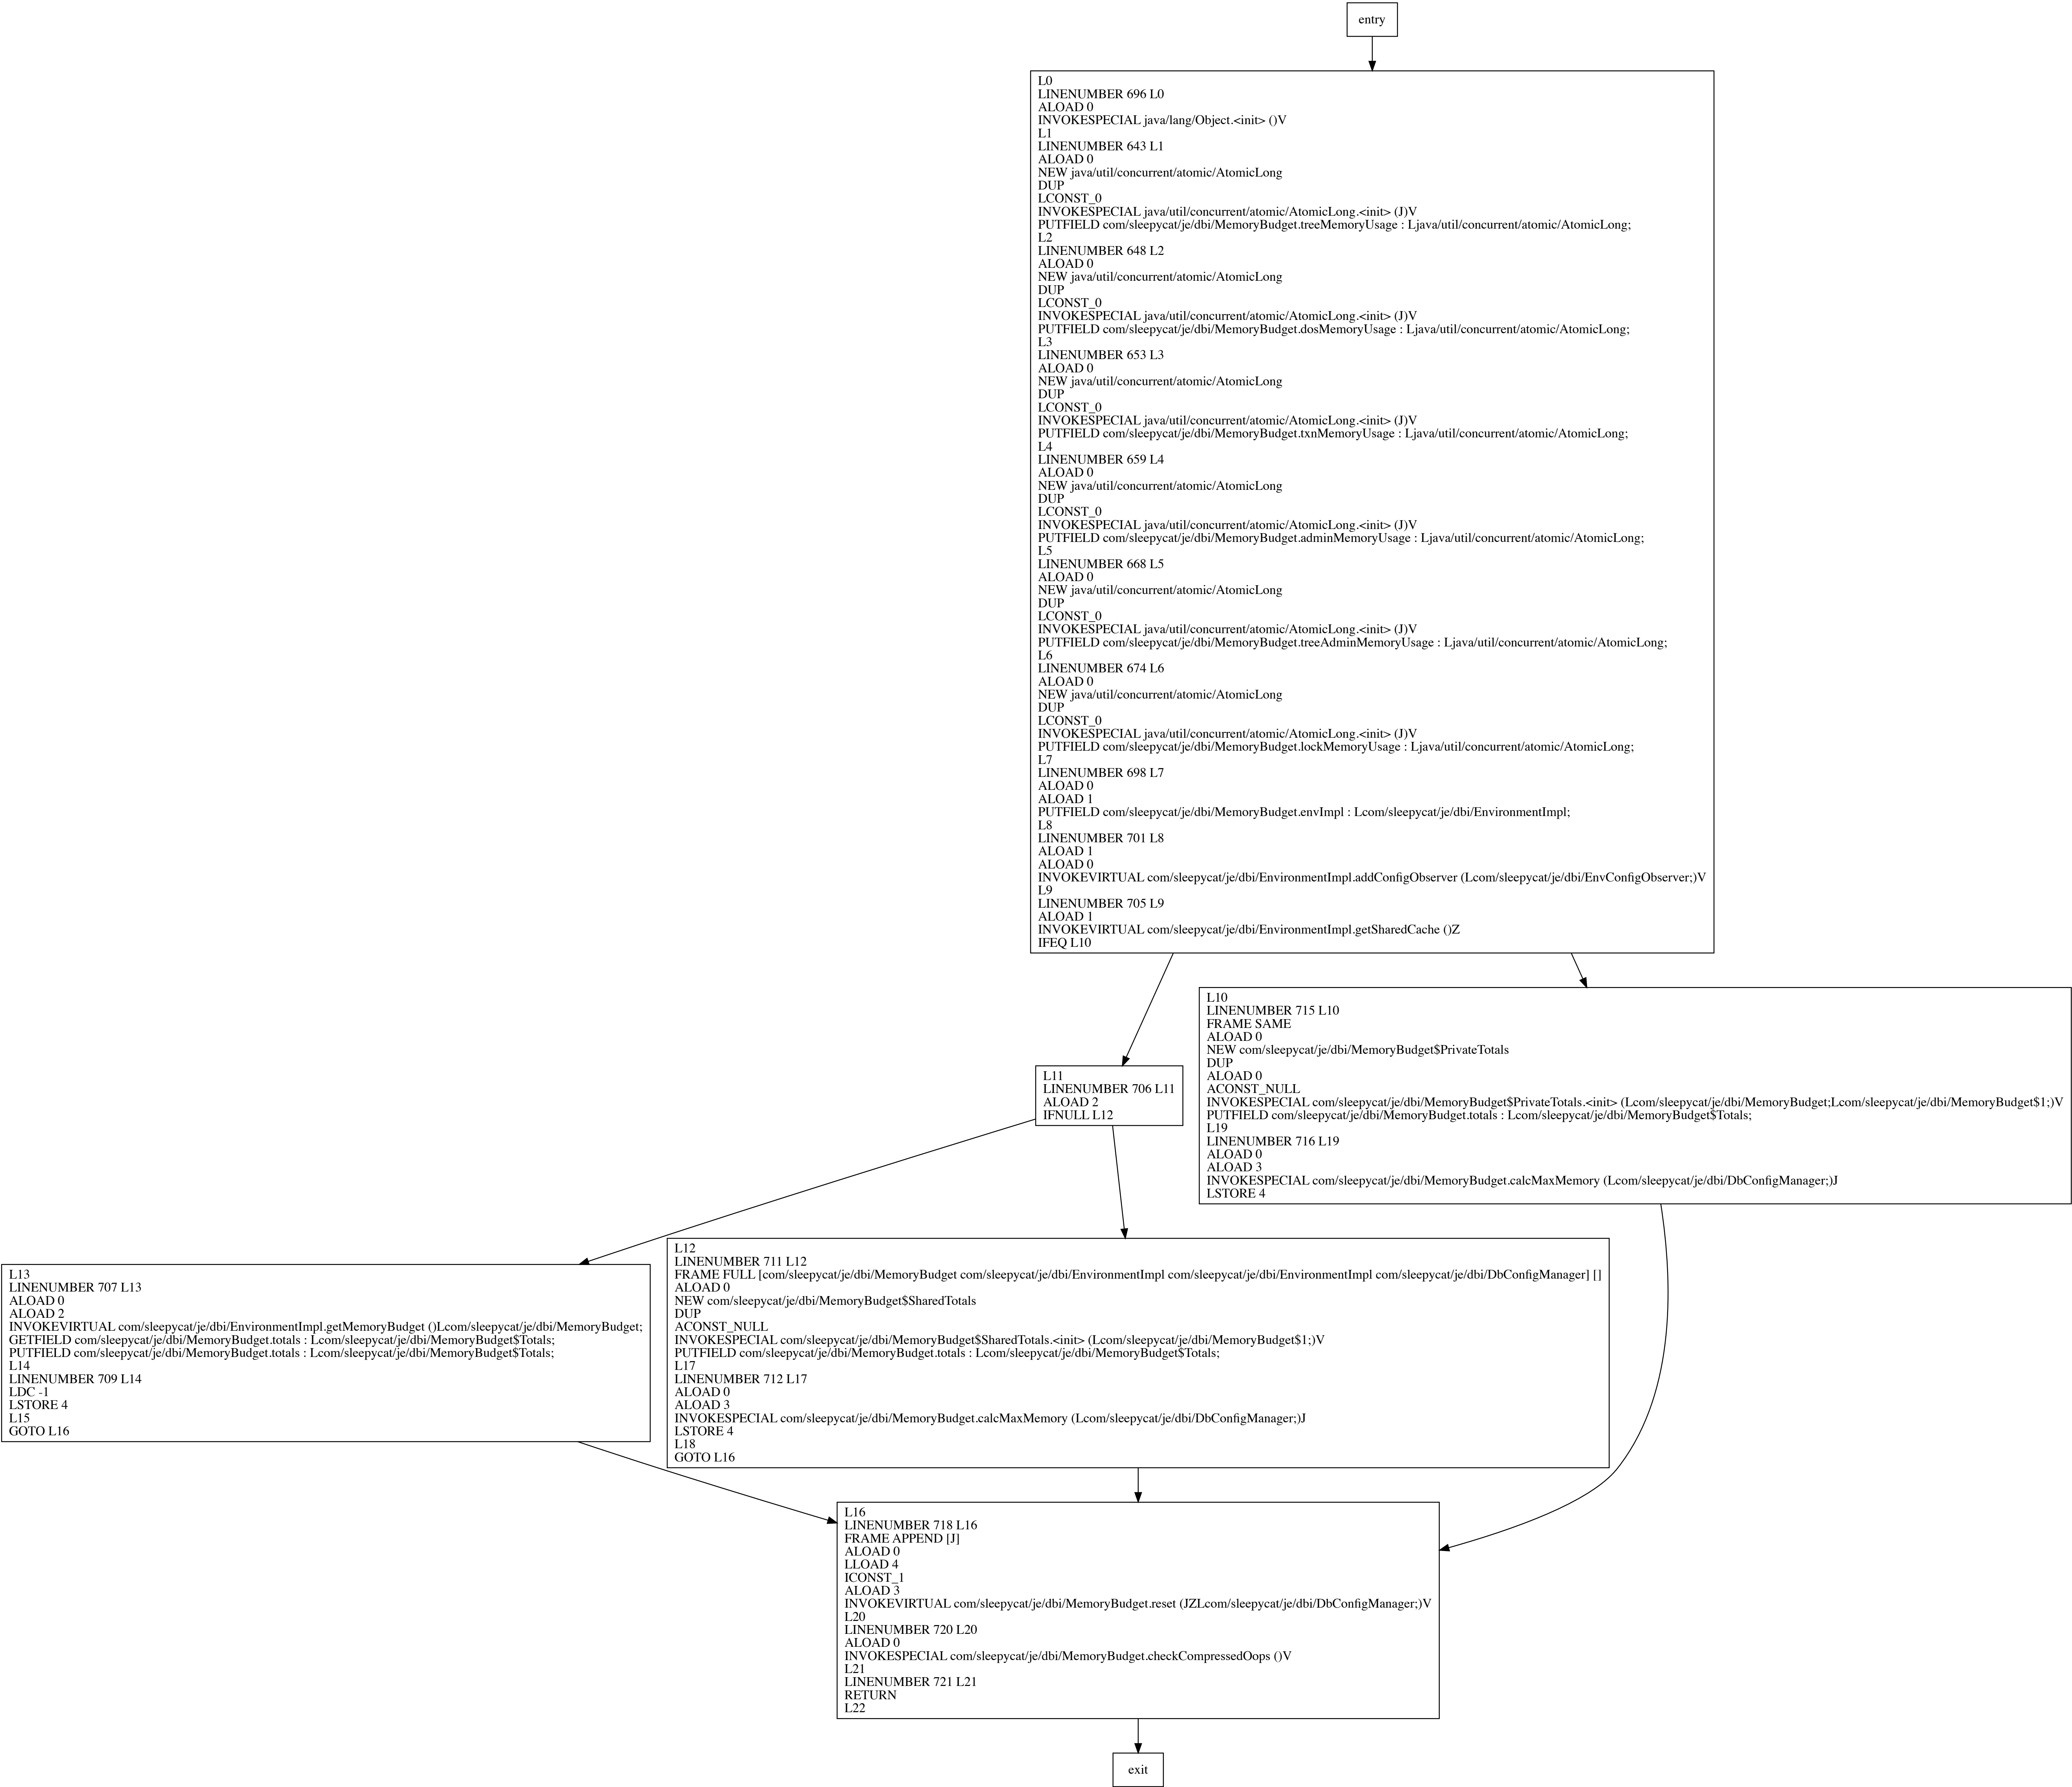 entry
L0
LINENUMBER 696 L0
ALOAD 0
INVOKESPECIAL java/lang/Object.<init> ()V
L1
LINENUMBER 643 L1
ALOAD 0
NEW java/util/concurrent/atomic/AtomicLong
DUP
LCONST_0
INVOKESPECIAL java/util/concurrent/atomic/AtomicLong.<init> (J)V
PUTFIELD com/sleepycat/je/dbi/MemoryBudget.treeMemoryUsage : Ljava/util/concurrent/atomic/AtomicLong;
L2
LINENUMBER 648 L2
ALOAD 0
NEW java/util/concurrent/atomic/AtomicLong
DUP
LCONST_0
INVOKESPECIAL java/util/concurrent/atomic/AtomicLong.<init> (J)V
PUTFIELD com/sleepycat/je/dbi/MemoryBudget.dosMemoryUsage : Ljava/util/concurrent/atomic/AtomicLong;
L3
LINENUMBER 653 L3
ALOAD 0
NEW java/util/concurrent/atomic/AtomicLong
DUP
LCONST_0
INVOKESPECIAL java/util/concurrent/atomic/AtomicLong.<init> (J)V
PUTFIELD com/sleepycat/je/dbi/MemoryBudget.txnMemoryUsage : Ljava/util/concurrent/atomic/AtomicLong;
L4
LINENUMBER 659 L4
ALOAD 0
NEW java/util/concurrent/atomic/AtomicLong
DUP
LCONST_0
INVOKESPECIAL java/util/concurrent/atomic/AtomicLong.<init> (J)V
PUTFIELD com/sleepycat/je/dbi/MemoryBudget.adminMemoryUsage : Ljava/util/concurrent/atomic/AtomicLong;
L5
LINENUMBER 668 L5
ALOAD 0
NEW java/util/concurrent/atomic/AtomicLong
DUP
LCONST_0
INVOKESPECIAL java/util/concurrent/atomic/AtomicLong.<init> (J)V
PUTFIELD com/sleepycat/je/dbi/MemoryBudget.treeAdminMemoryUsage : Ljava/util/concurrent/atomic/AtomicLong;
L6
LINENUMBER 674 L6
ALOAD 0
NEW java/util/concurrent/atomic/AtomicLong
DUP
LCONST_0
INVOKESPECIAL java/util/concurrent/atomic/AtomicLong.<init> (J)V
PUTFIELD com/sleepycat/je/dbi/MemoryBudget.lockMemoryUsage : Ljava/util/concurrent/atomic/AtomicLong;
L7
LINENUMBER 698 L7
ALOAD 0
ALOAD 1
PUTFIELD com/sleepycat/je/dbi/MemoryBudget.envImpl : Lcom/sleepycat/je/dbi/EnvironmentImpl;
L8
LINENUMBER 701 L8
ALOAD 1
ALOAD 0
INVOKEVIRTUAL com/sleepycat/je/dbi/EnvironmentImpl.addConfigObserver (Lcom/sleepycat/je/dbi/EnvConfigObserver;)V
L9
LINENUMBER 705 L9
ALOAD 1
INVOKEVIRTUAL com/sleepycat/je/dbi/EnvironmentImpl.getSharedCache ()Z
IFEQ L10
L10
LINENUMBER 715 L10
FRAME SAME
ALOAD 0
NEW com/sleepycat/je/dbi/MemoryBudget$PrivateTotals
DUP
ALOAD 0
ACONST_NULL
INVOKESPECIAL com/sleepycat/je/dbi/MemoryBudget$PrivateTotals.<init> (Lcom/sleepycat/je/dbi/MemoryBudget;Lcom/sleepycat/je/dbi/MemoryBudget$1;)V
PUTFIELD com/sleepycat/je/dbi/MemoryBudget.totals : Lcom/sleepycat/je/dbi/MemoryBudget$Totals;
L19
LINENUMBER 716 L19
ALOAD 0
ALOAD 3
INVOKESPECIAL com/sleepycat/je/dbi/MemoryBudget.calcMaxMemory (Lcom/sleepycat/je/dbi/DbConfigManager;)J
LSTORE 4
L11
LINENUMBER 706 L11
ALOAD 2
IFNULL L12
L13
LINENUMBER 707 L13
ALOAD 0
ALOAD 2
INVOKEVIRTUAL com/sleepycat/je/dbi/EnvironmentImpl.getMemoryBudget ()Lcom/sleepycat/je/dbi/MemoryBudget;
GETFIELD com/sleepycat/je/dbi/MemoryBudget.totals : Lcom/sleepycat/je/dbi/MemoryBudget$Totals;
PUTFIELD com/sleepycat/je/dbi/MemoryBudget.totals : Lcom/sleepycat/je/dbi/MemoryBudget$Totals;
L14
LINENUMBER 709 L14
LDC -1
LSTORE 4
L15
GOTO L16
L12
LINENUMBER 711 L12
FRAME FULL [com/sleepycat/je/dbi/MemoryBudget com/sleepycat/je/dbi/EnvironmentImpl com/sleepycat/je/dbi/EnvironmentImpl com/sleepycat/je/dbi/DbConfigManager] []
ALOAD 0
NEW com/sleepycat/je/dbi/MemoryBudget$SharedTotals
DUP
ACONST_NULL
INVOKESPECIAL com/sleepycat/je/dbi/MemoryBudget$SharedTotals.<init> (Lcom/sleepycat/je/dbi/MemoryBudget$1;)V
PUTFIELD com/sleepycat/je/dbi/MemoryBudget.totals : Lcom/sleepycat/je/dbi/MemoryBudget$Totals;
L17
LINENUMBER 712 L17
ALOAD 0
ALOAD 3
INVOKESPECIAL com/sleepycat/je/dbi/MemoryBudget.calcMaxMemory (Lcom/sleepycat/je/dbi/DbConfigManager;)J
LSTORE 4
L18
GOTO L16
L16
LINENUMBER 718 L16
FRAME APPEND [J]
ALOAD 0
LLOAD 4
ICONST_1
ALOAD 3
INVOKEVIRTUAL com/sleepycat/je/dbi/MemoryBudget.reset (JZLcom/sleepycat/je/dbi/DbConfigManager;)V
L20
LINENUMBER 720 L20
ALOAD 0
INVOKESPECIAL com/sleepycat/je/dbi/MemoryBudget.checkCompressedOops ()V
L21
LINENUMBER 721 L21
RETURN
L22
exit